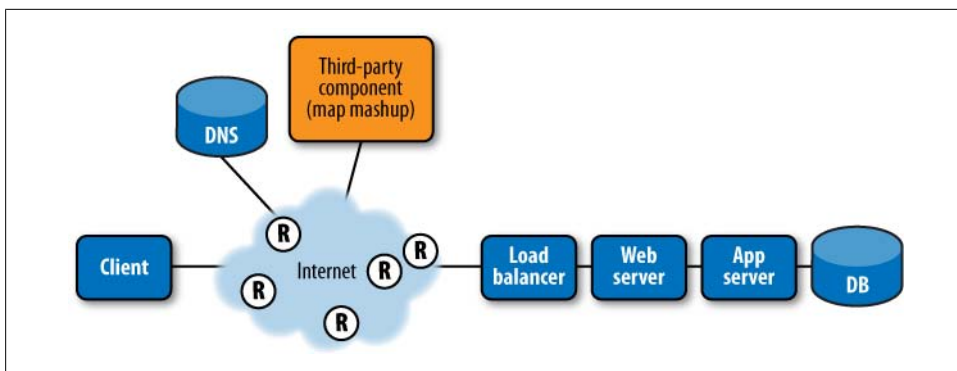 Third-party
component
(map mashup)
DNS
R
R
Client
Internet
R
R
R
Load
balancer
Web
server
App
server
DB